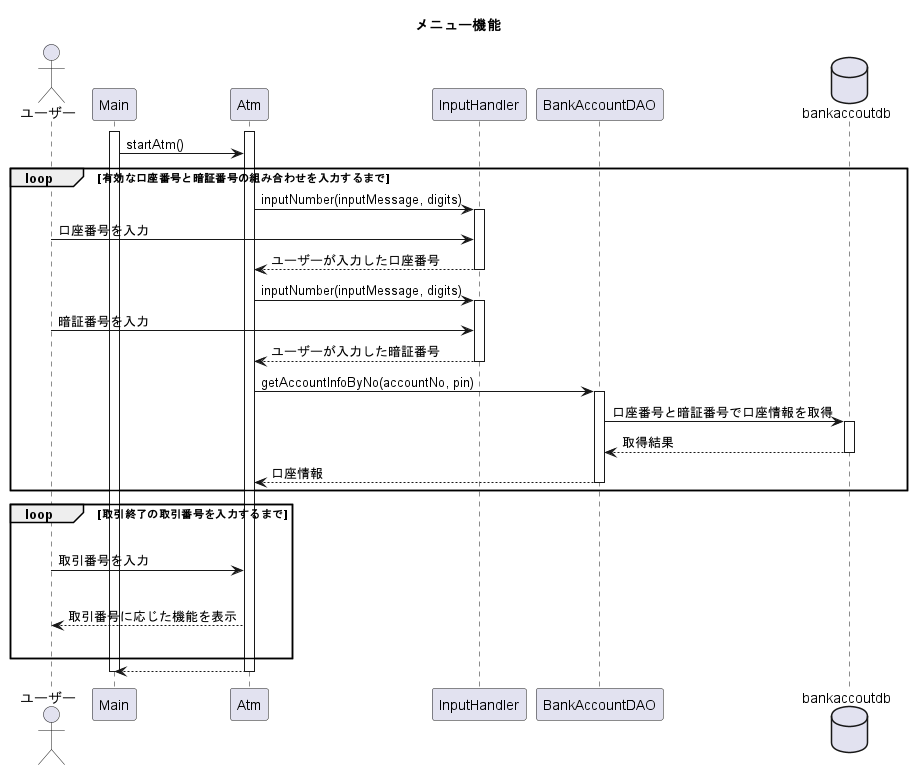 メニュー機能
ユーザー
Main
Atm
InputHandler
BankAccountDAO
bankaccoutdb
startAtm()
loop
[有効な口座番号と暗証番号の組み合わせを入力するまで]
inputNumber(inputMessage, digits)
口座番号を入力
ユーザーが入力した口座番号
inputNumber(inputMessage, digits)
暗証番号を入力
ユーザーが入力した暗証番号
getAccountInfoByNo(accountNo, pin)
口座番号と暗証番号で口座情報を取得
取得結果
口座情報
loop
[取引終了の取引番号を入力するまで]
取引番号を入力
取引番号に応じた機能を表示
ユーザー
Main
Atm
InputHandler
BankAccountDAO
bankaccoutdb